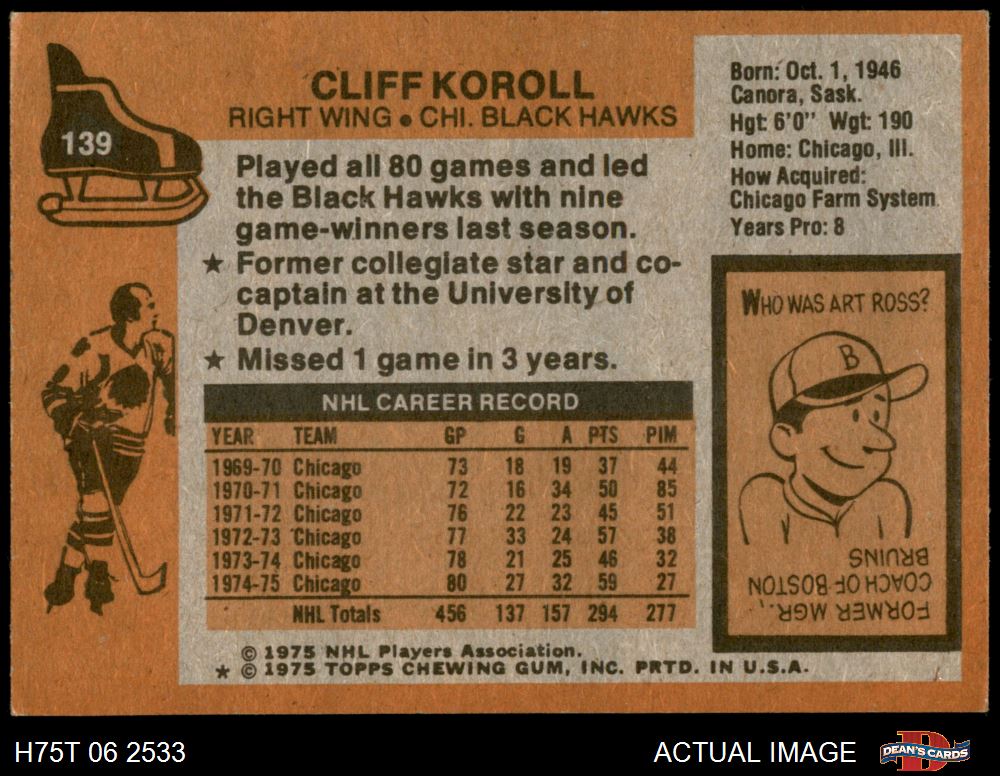 139
CLIFF KOROLL
RIGHT WING • CHI. BLACK HAWKS
Played all 80 games and led
the Black Hawks with nine
game-winners last season.
★ Former collegiate star and co-
captain at the University of
Denver.
★ Missed 1 game in 3 years.
NHL CAREER RECORD
YEAR TEAM GP G A PTS PIM
1969-70 Chicago 73 18 19 37 44
1970-71 Chicago 72 16 34 50 85
1971-72 Chicago 76 22 23 45 51
1972-73 Chicago 77 33 24 57 38
1973-74 Chicago 78 21 25 46 32
1974-75 Chicago 80 27 32 59 27
NHL Totals 456 137 157 294 277
© 1975 NHL Players Association.
★ © 1975 TOPPS CHEWING GUM, INC. PRTD. IN U.S.A.
Born: Oct. 1, 1946
Canora, Sask.
Hgt: 6'0" Wgt: 190
Home: Chicago, Ill.
How Acquired:
Chicago Farm System
Years Pro: 8
WHO WAS ART ROSS?
B
FORMER MGR.,
COACH OF BOSTON
BRUINS
H75T 06 2533
ACTUAL IMAGE
D
DEAN'S CARDS